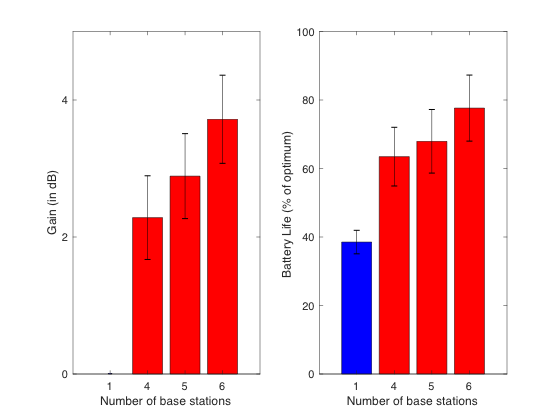 Gain (in dB)
4
2
0
1 4 5 6
Number of base stations
Battery Life (% of optimum)
100
80
60
40
20
0
1 4 5 6
Number of base stations